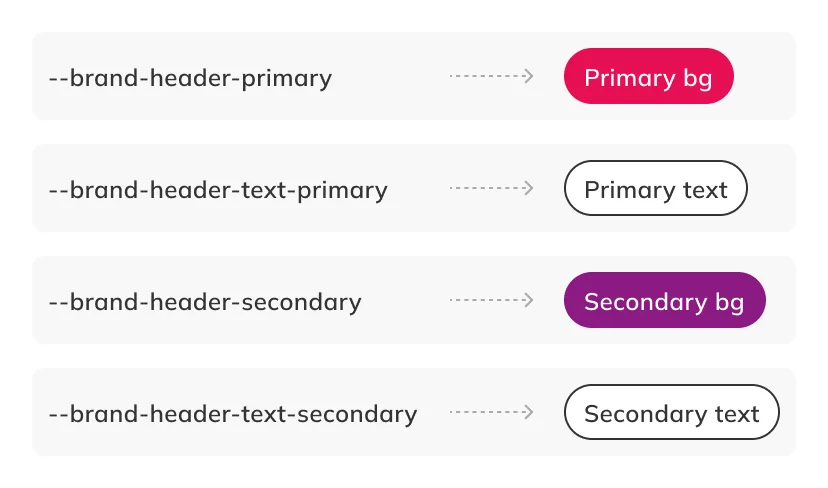 --brand-header-primary
Primary bg
--brand-header-text-primary
Primary text
--brand-header-secondary
Secondary bg
--brand-header-text-secondary
Secondary text